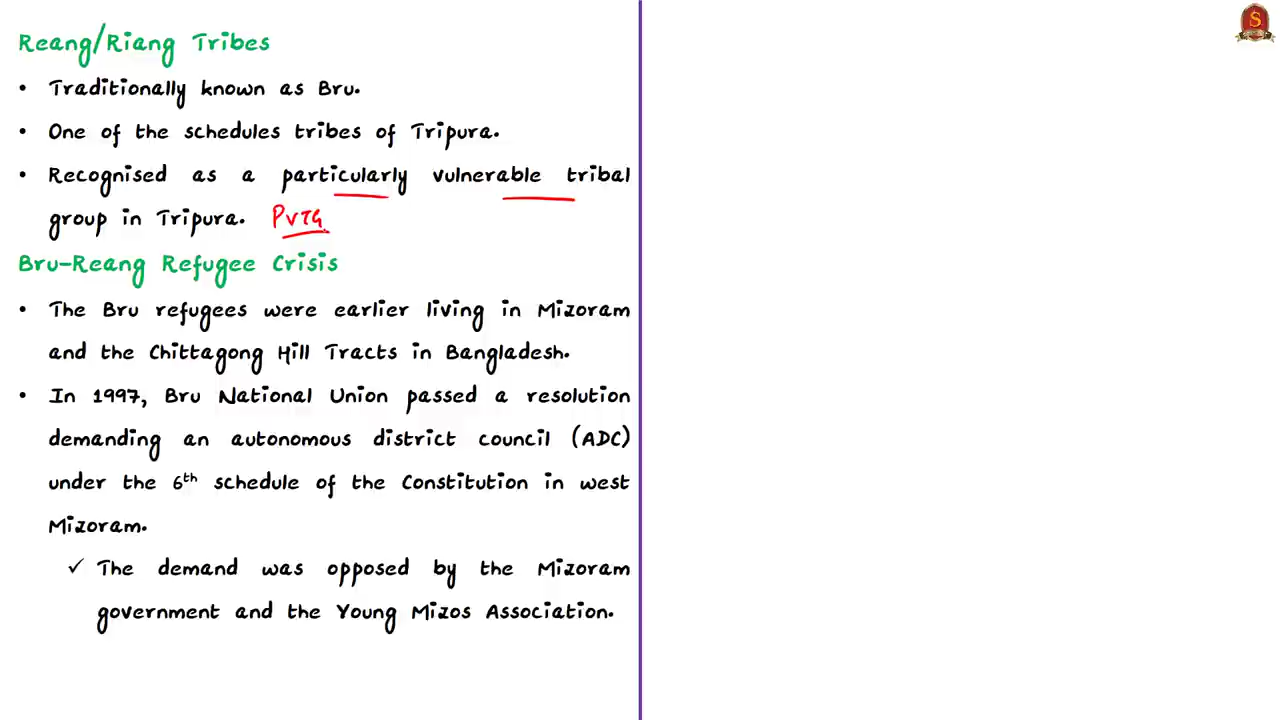 Reang/Riang Tribes
• Traditionally known as Bru.
• One of the schedules tribes of Tripura.
• Recognised as a particularly vulnerable tribal
group in Tripura. PVTG
Bru-Reang Refugee Crisis
• The Bru refugees were earlier living in Mizoram
and the Chittagong Hill Tracts in Bangladesh.
• In 1997, Bru National Union passed a resolution
demanding an autonomous district council (ADC)
under the 6th schedule of the Constitution in west
Mizoram.
✓ The demand was opposed by the Mizoram
government and the Young Mizos Association.
S